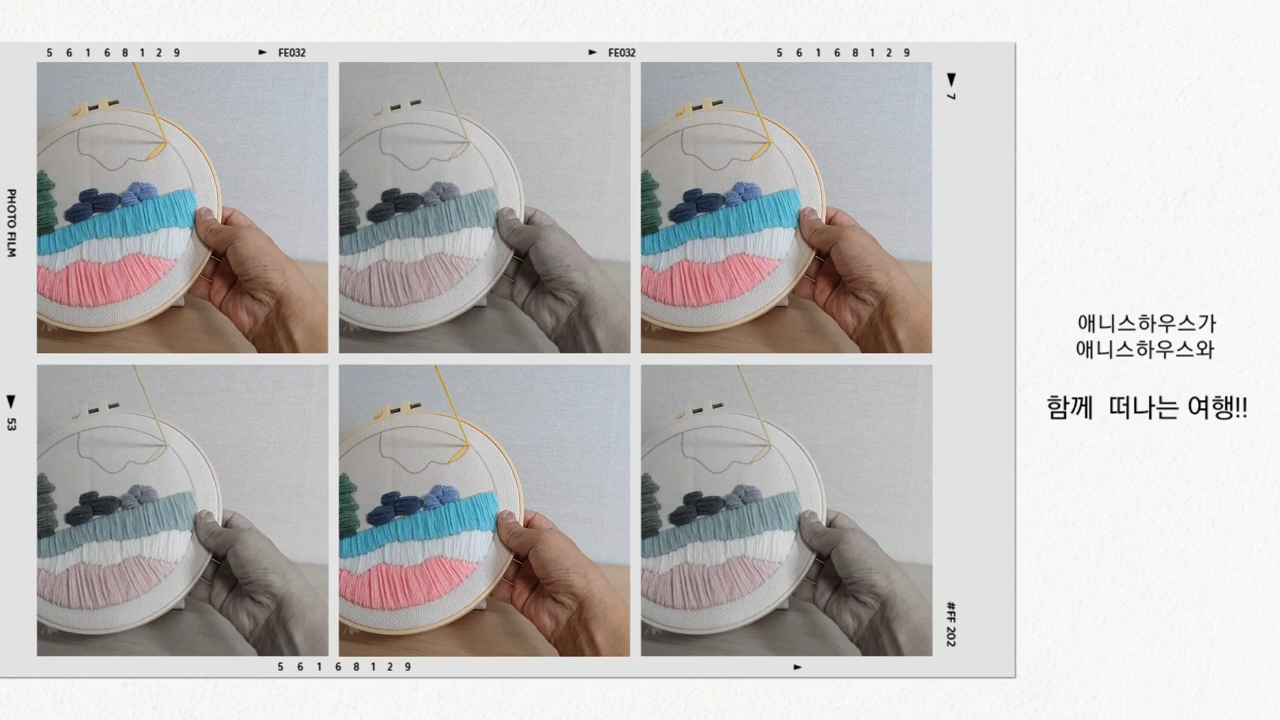 5 6 1 6 8 1 2 9
FE032
FE032
5 6 1 6 8 1 2 9
7
PHOTO FILM
53
#FF 202
5 6 1 6 8 1 2 9
애니스하우스가
애니스하우스와
함께 떠나는 여행!!